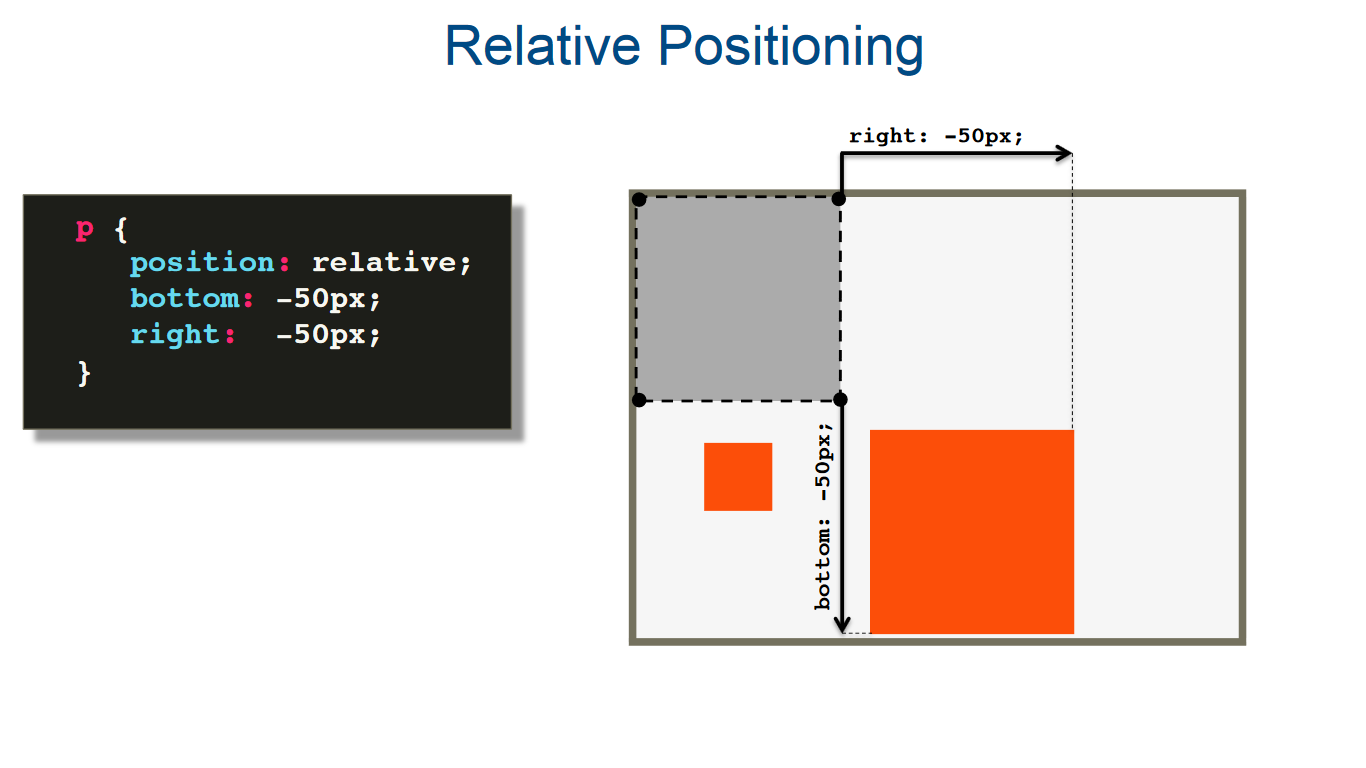 Relative Positioning
right: -50px;
p {
position: relative;
bottom: -50px;
right:  -50px;
}
bottom: -50px;